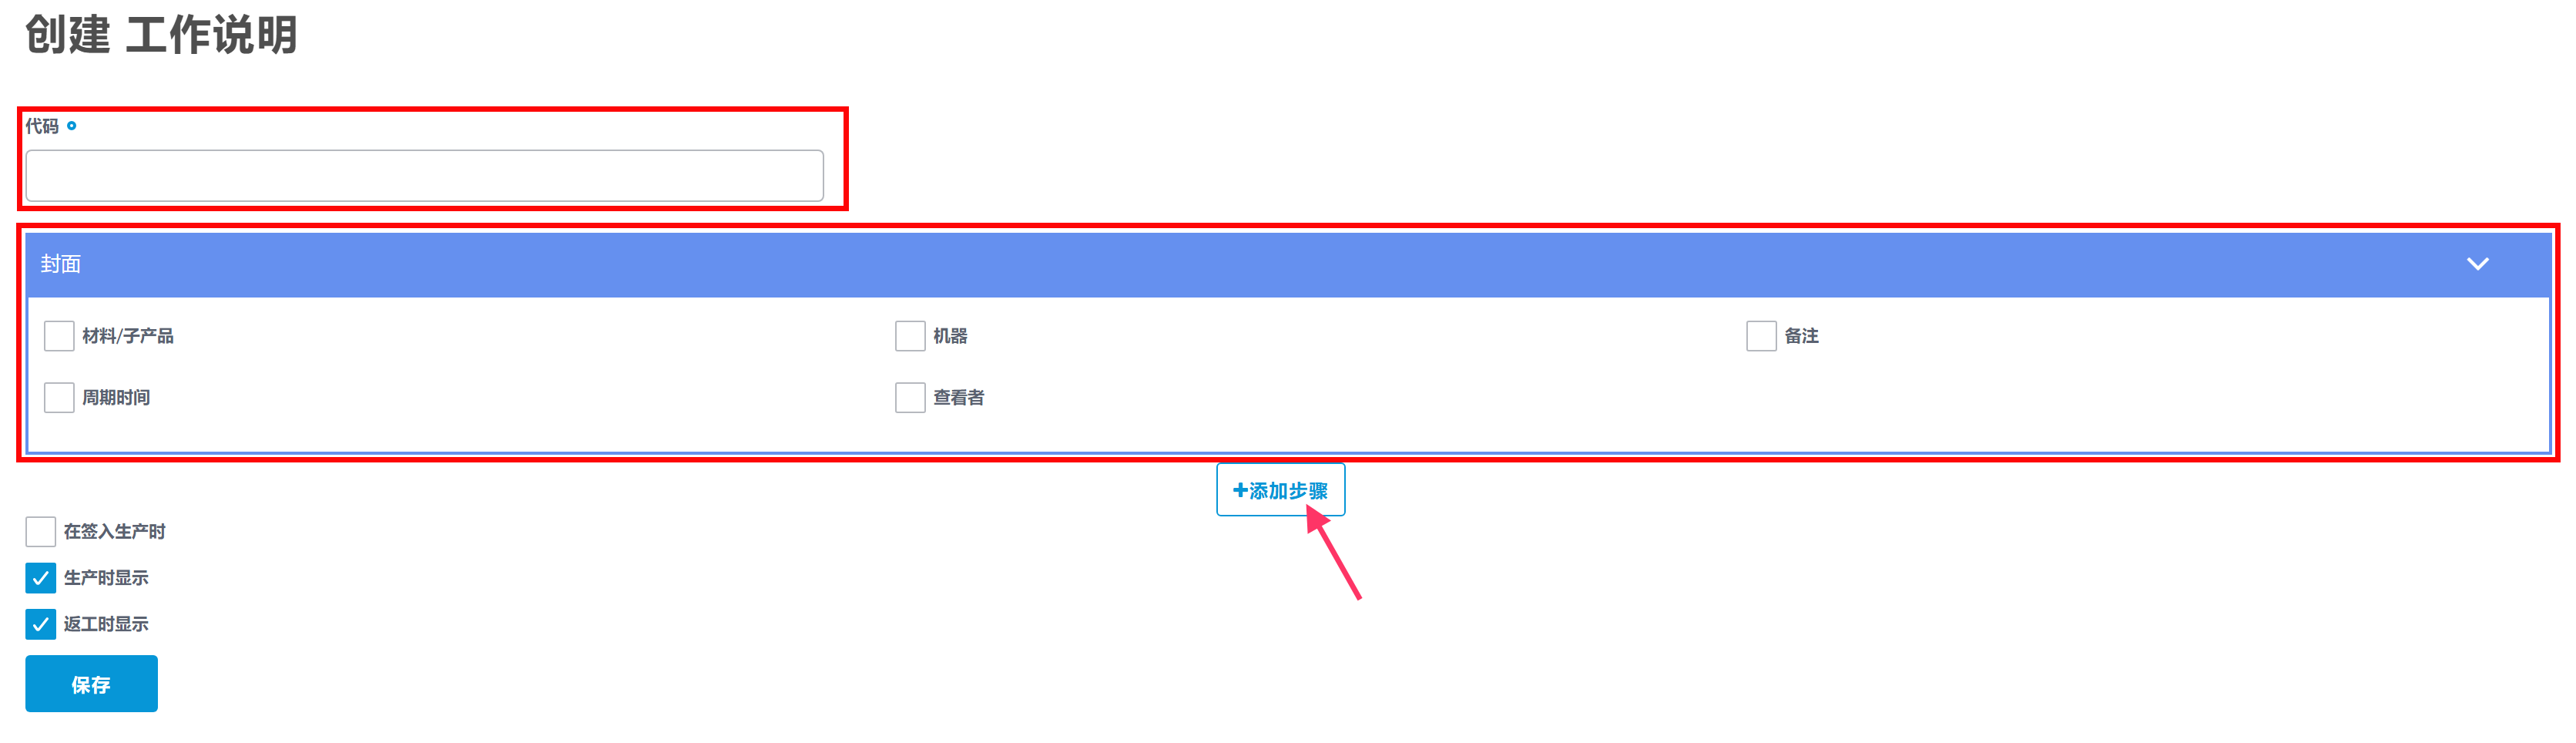 创建 工作说明
代码
封面
材料/子产品 机器 备注
周期时间 查看者
+添加步骤
在签入生产时
生产时显示
返工时显示
保存